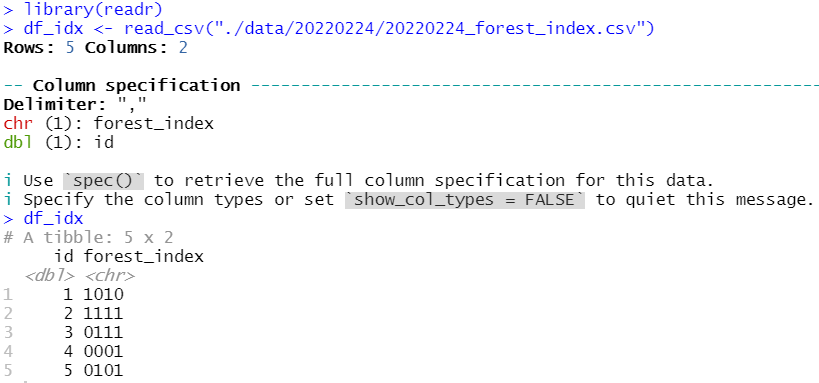 > library(readr)
> df_idx <- read_csv("./data/20220224/20220224_forest_index.csv")
Rows: 5 Columns: 2
-- Column specification --------------------------------------------------------
Delimiter: ","
chr (1): forest_index
dbl (1): id
i Use `spec()` to retrieve the full column specification for this data.
i Specify the column types or set `show_col_types = FALSE` to quiet this message.
> df_idx
# A tibble: 5 x 2
     id forest_index
  <dbl> <chr>
1     1 1010
2     2 1111
3     3 0111
4     4 0001
5     5 0101